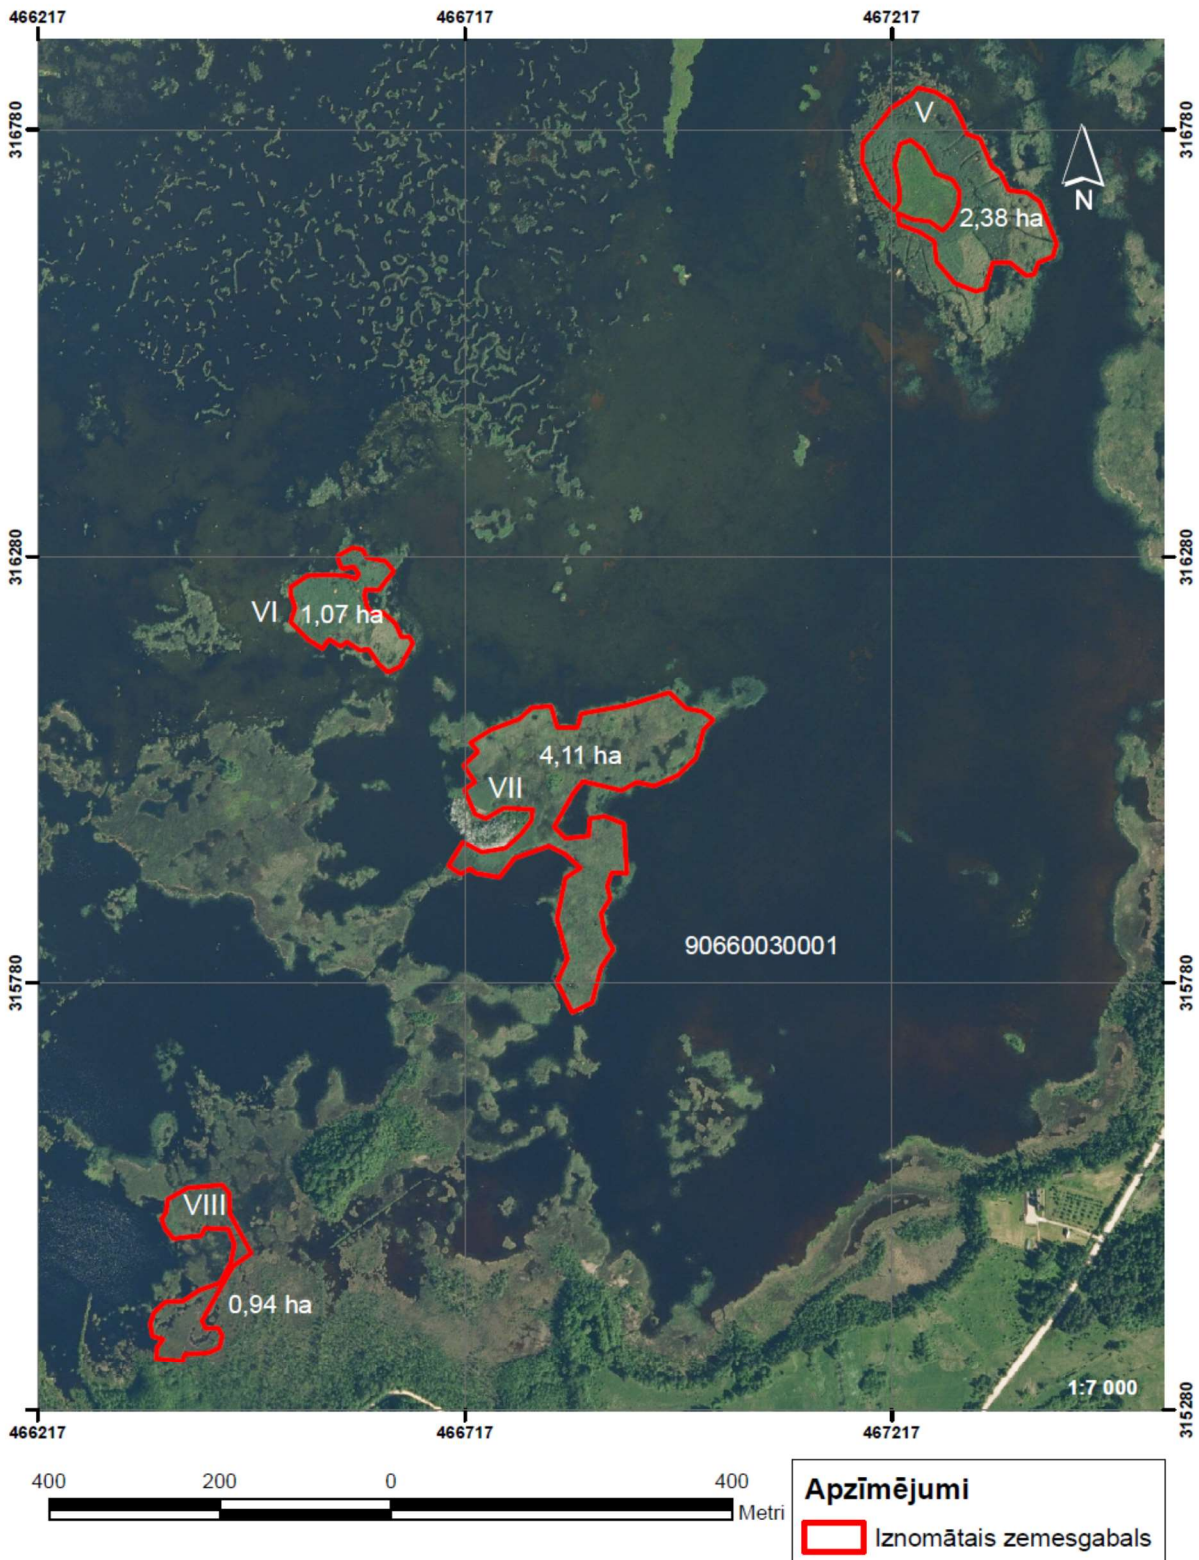 466217 466717 467217
V
316780 316780
N
2,38 ha
316280 316280
VI 1,07 ha
4,11 ha
VII
90660030001
315780 315780
VIII
0,94 ha
1:7 000
315280
466217 466717 467217
400 200 0 400
Metri
Apzīmējumi
Iznomātais zemesgabals